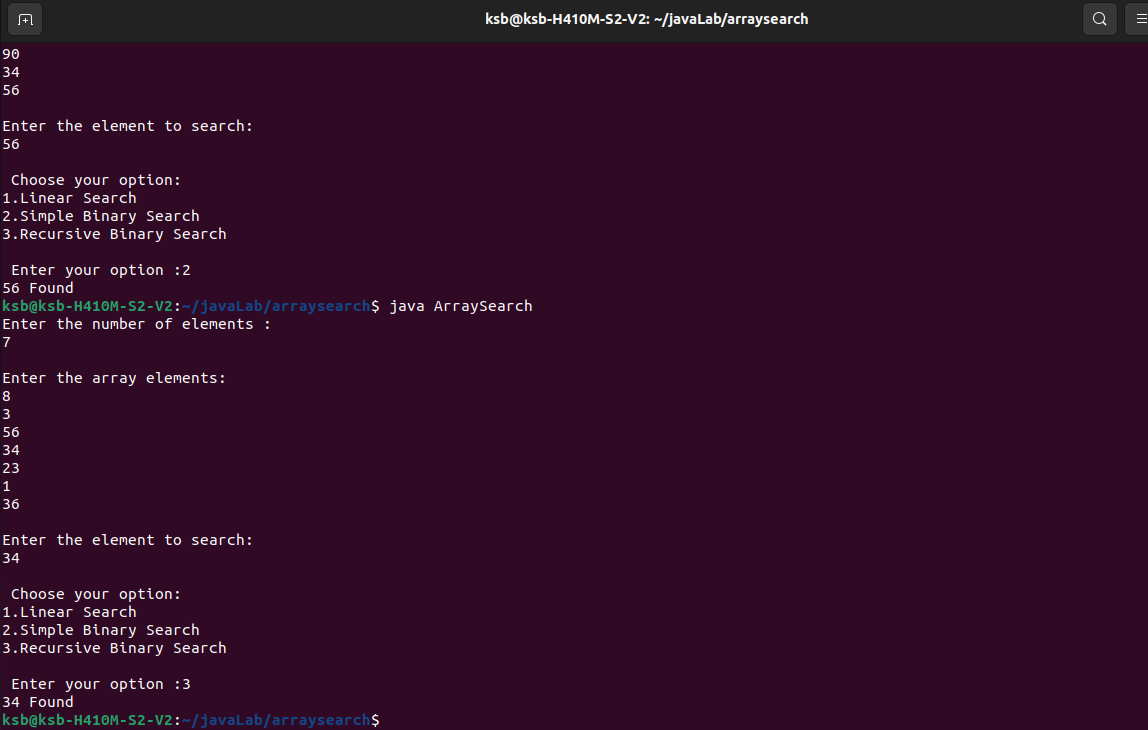 ksb@ksb-H410M-S2-V2: ~/javaLab/arraysearch
90
34
56
Enter the element to search:
56
Choose your option:
1.Linear Search
2.Simple Binary Search
3.Recursive Binary Search
Enter your option :2
56 Found
ksb@ksb-H410M-S2-V2:~/javaLab/arraysearch$ java ArraySearch
Enter the number of elements :
7
Enter the array elements:
8
3
56
34
23
1
36
Enter the element to search:
34
Choose your option:
1.Linear Search
2.Simple Binary Search
3.Recursive Binary Search
Enter your option :3
34 Found
ksb@ksb-H410M-S2-V2:~/javaLab/arraysearch$